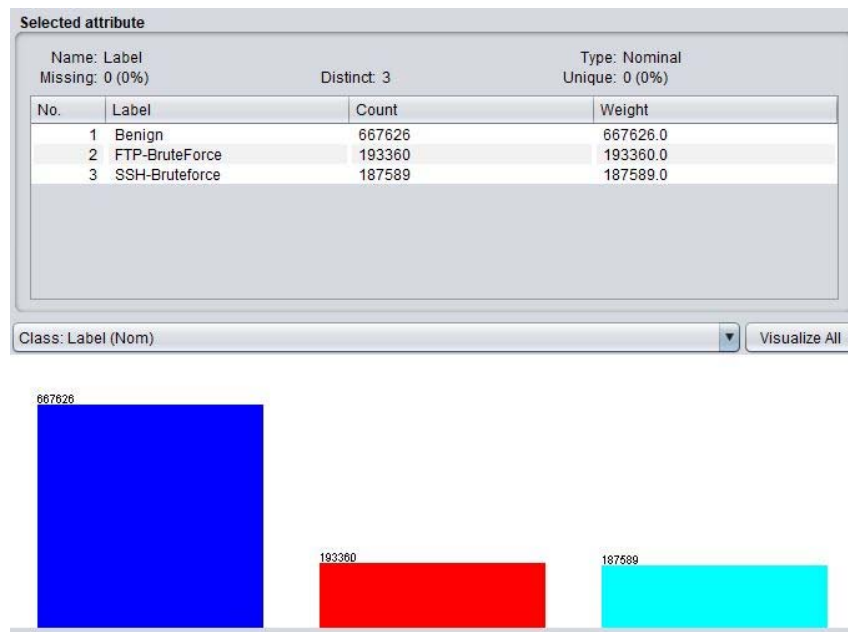 Selected attribute
Name: Label Type: Nominal
Missing: 0 (0%) Distinct: 3 Unique: 0 (0%)
No. Label Count Weight
1 Benign 667626 667626.0
2 FTP-BruteForce 193360 193360.0
3 SSH-Bruteforce 187589 187589.0
Class: Label (Nom) Visualize All
667626
193360
187589